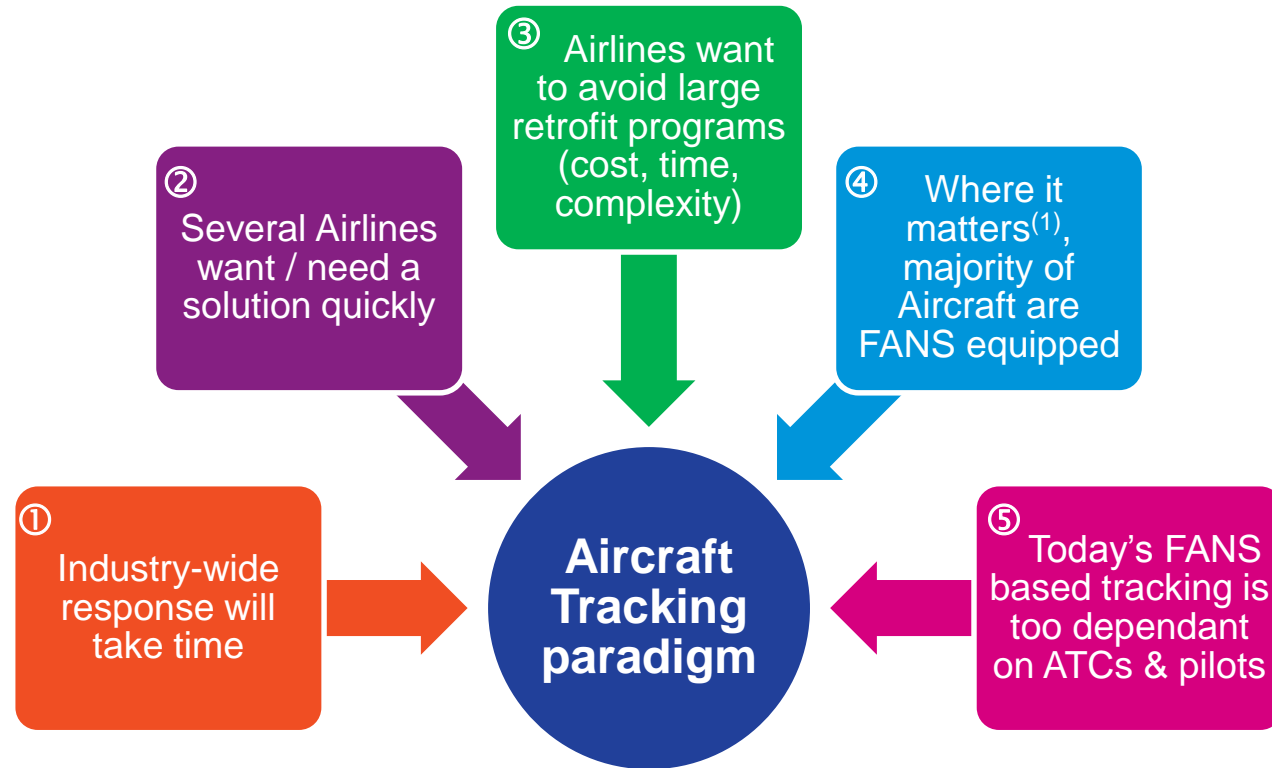 ①
Industry-wide
response will
take time
②
Several Airlines
want / need a
solution quickly
③ Airlines want
to avoid large
retrofit programs
(cost, time,
complexity)
④
Where it
matters(1),
majority of
Aircraft are
FANS equipped
⑤
Today's FANS
based tracking is
too dependant
on ATCs & pilots
Aircraft
Tracking
paradigm